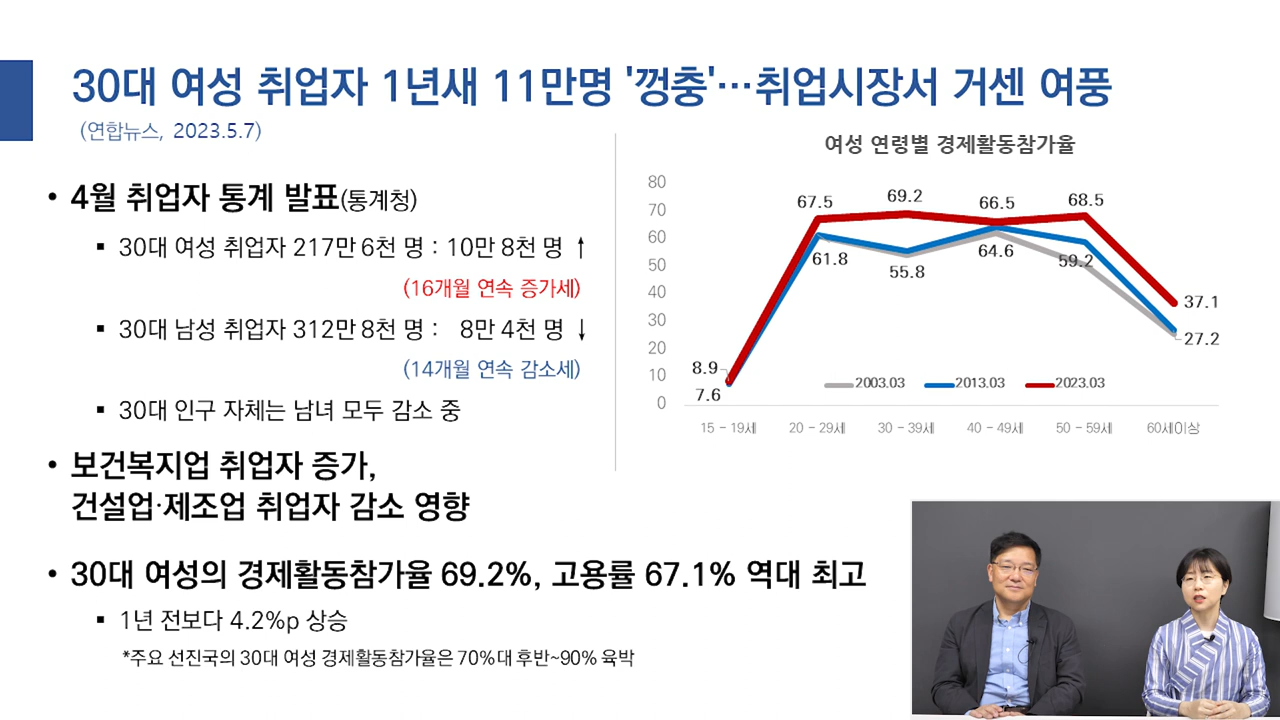 30대 여성 취업자 1년새 11만명 '껑충'…취업시장서 거센 여풍
(연합뉴스, 2023.5.7)
• 4월 취업자 통계 발표(통계청)
▪ 30대 여성 취업자 217만 6천 명 : 10만 8천 명 ↑
(16개월 연속 증가세)
▪ 30대 남성 취업자 312만 8천 명 : 8만 4천 명 ↓
(14개월 연속 감소세)
▪ 30대 인구 자체는 남녀 모두 감소 중
• 보건복지업 취업자 증가,
건설업·제조업 취업자 감소 영향
• 30대 여성의 경제활동참가율 69.2%, 고용률 67.1% 역대 최고
▪ 1년 전보다 4.2%p 상승
*주요 선진국의 30대 여성 경제활동참가율은 70%대 후반~90% 육박
여성 연령별 경제활동참가율
80
70
60
50
40
30
20
10
0
67.5 69.2 66.5 68.5
61.8 55.8 64.6 59.2
37.1
27.2
8.9
7.6
2003.03 2013.03 2023.03
15 - 19세 20 - 29세 30 - 39세 40 - 49세 50 - 59세 60세이상